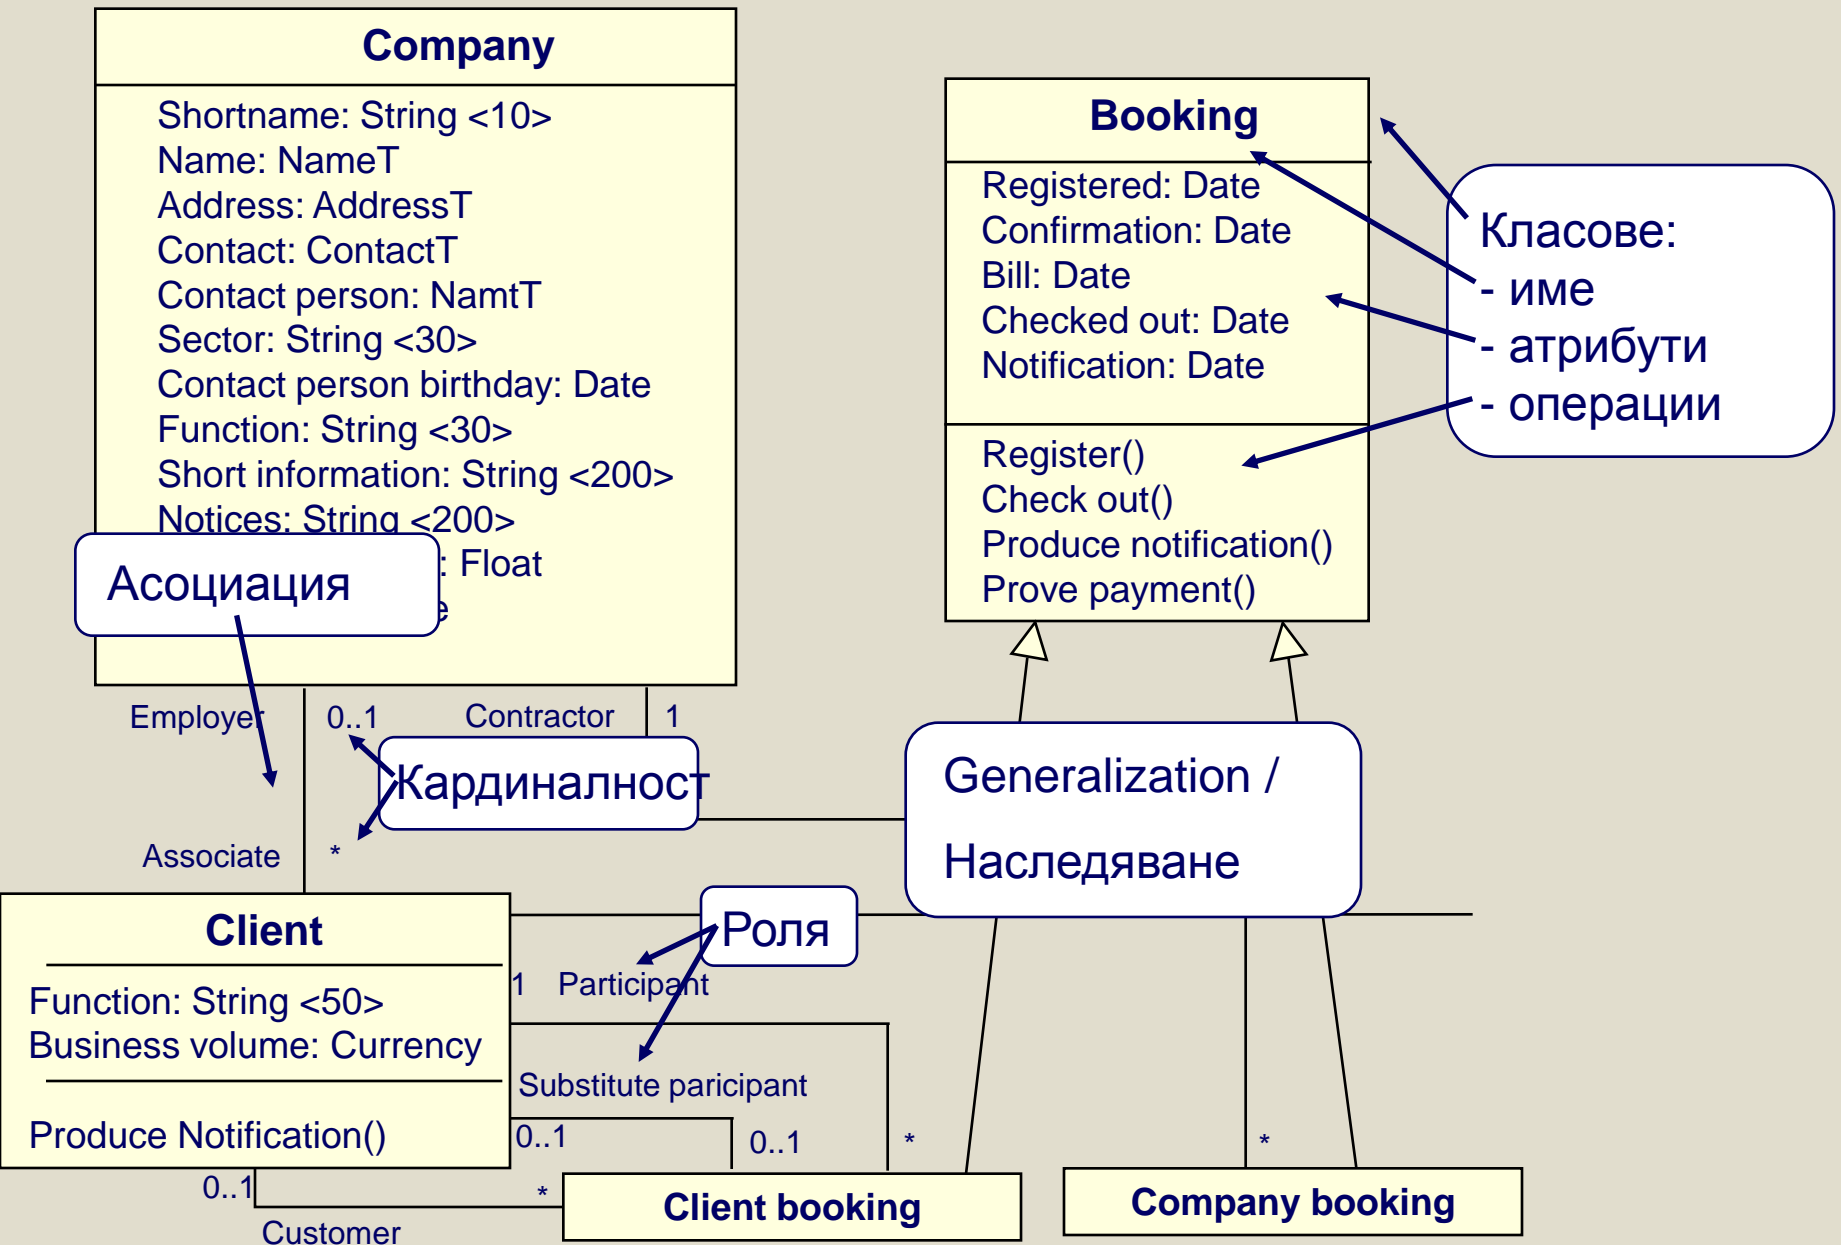 Company
Shortname: String <10>
Name: NameT
Address: AddressT
Contact: ContactT
Contact person: NamtT
Sector: String <30>
Contact person birthday: Date
Function: String <30>
Short information: String <200>
Notices: String <200>
: Float
Асоциация
Employer 0..1 Contractor 1
Кардиналност
Associate *
Booking
Registered: Date
Confirmation: Date
Bill: Date
Checked out: Date
Notification: Date
Register()
Check out()
Produce notification()
Prove payment()
Класове:
- име
- атрибути
- операции
Generalization /
Наследяване
Client
Function: String <50>
Business volume: Currency
Produce Notification()
Роля
1 Participant
Substitute paricipant
0..1 0..1 * *
0..1 *
Customer
Client booking
Company booking